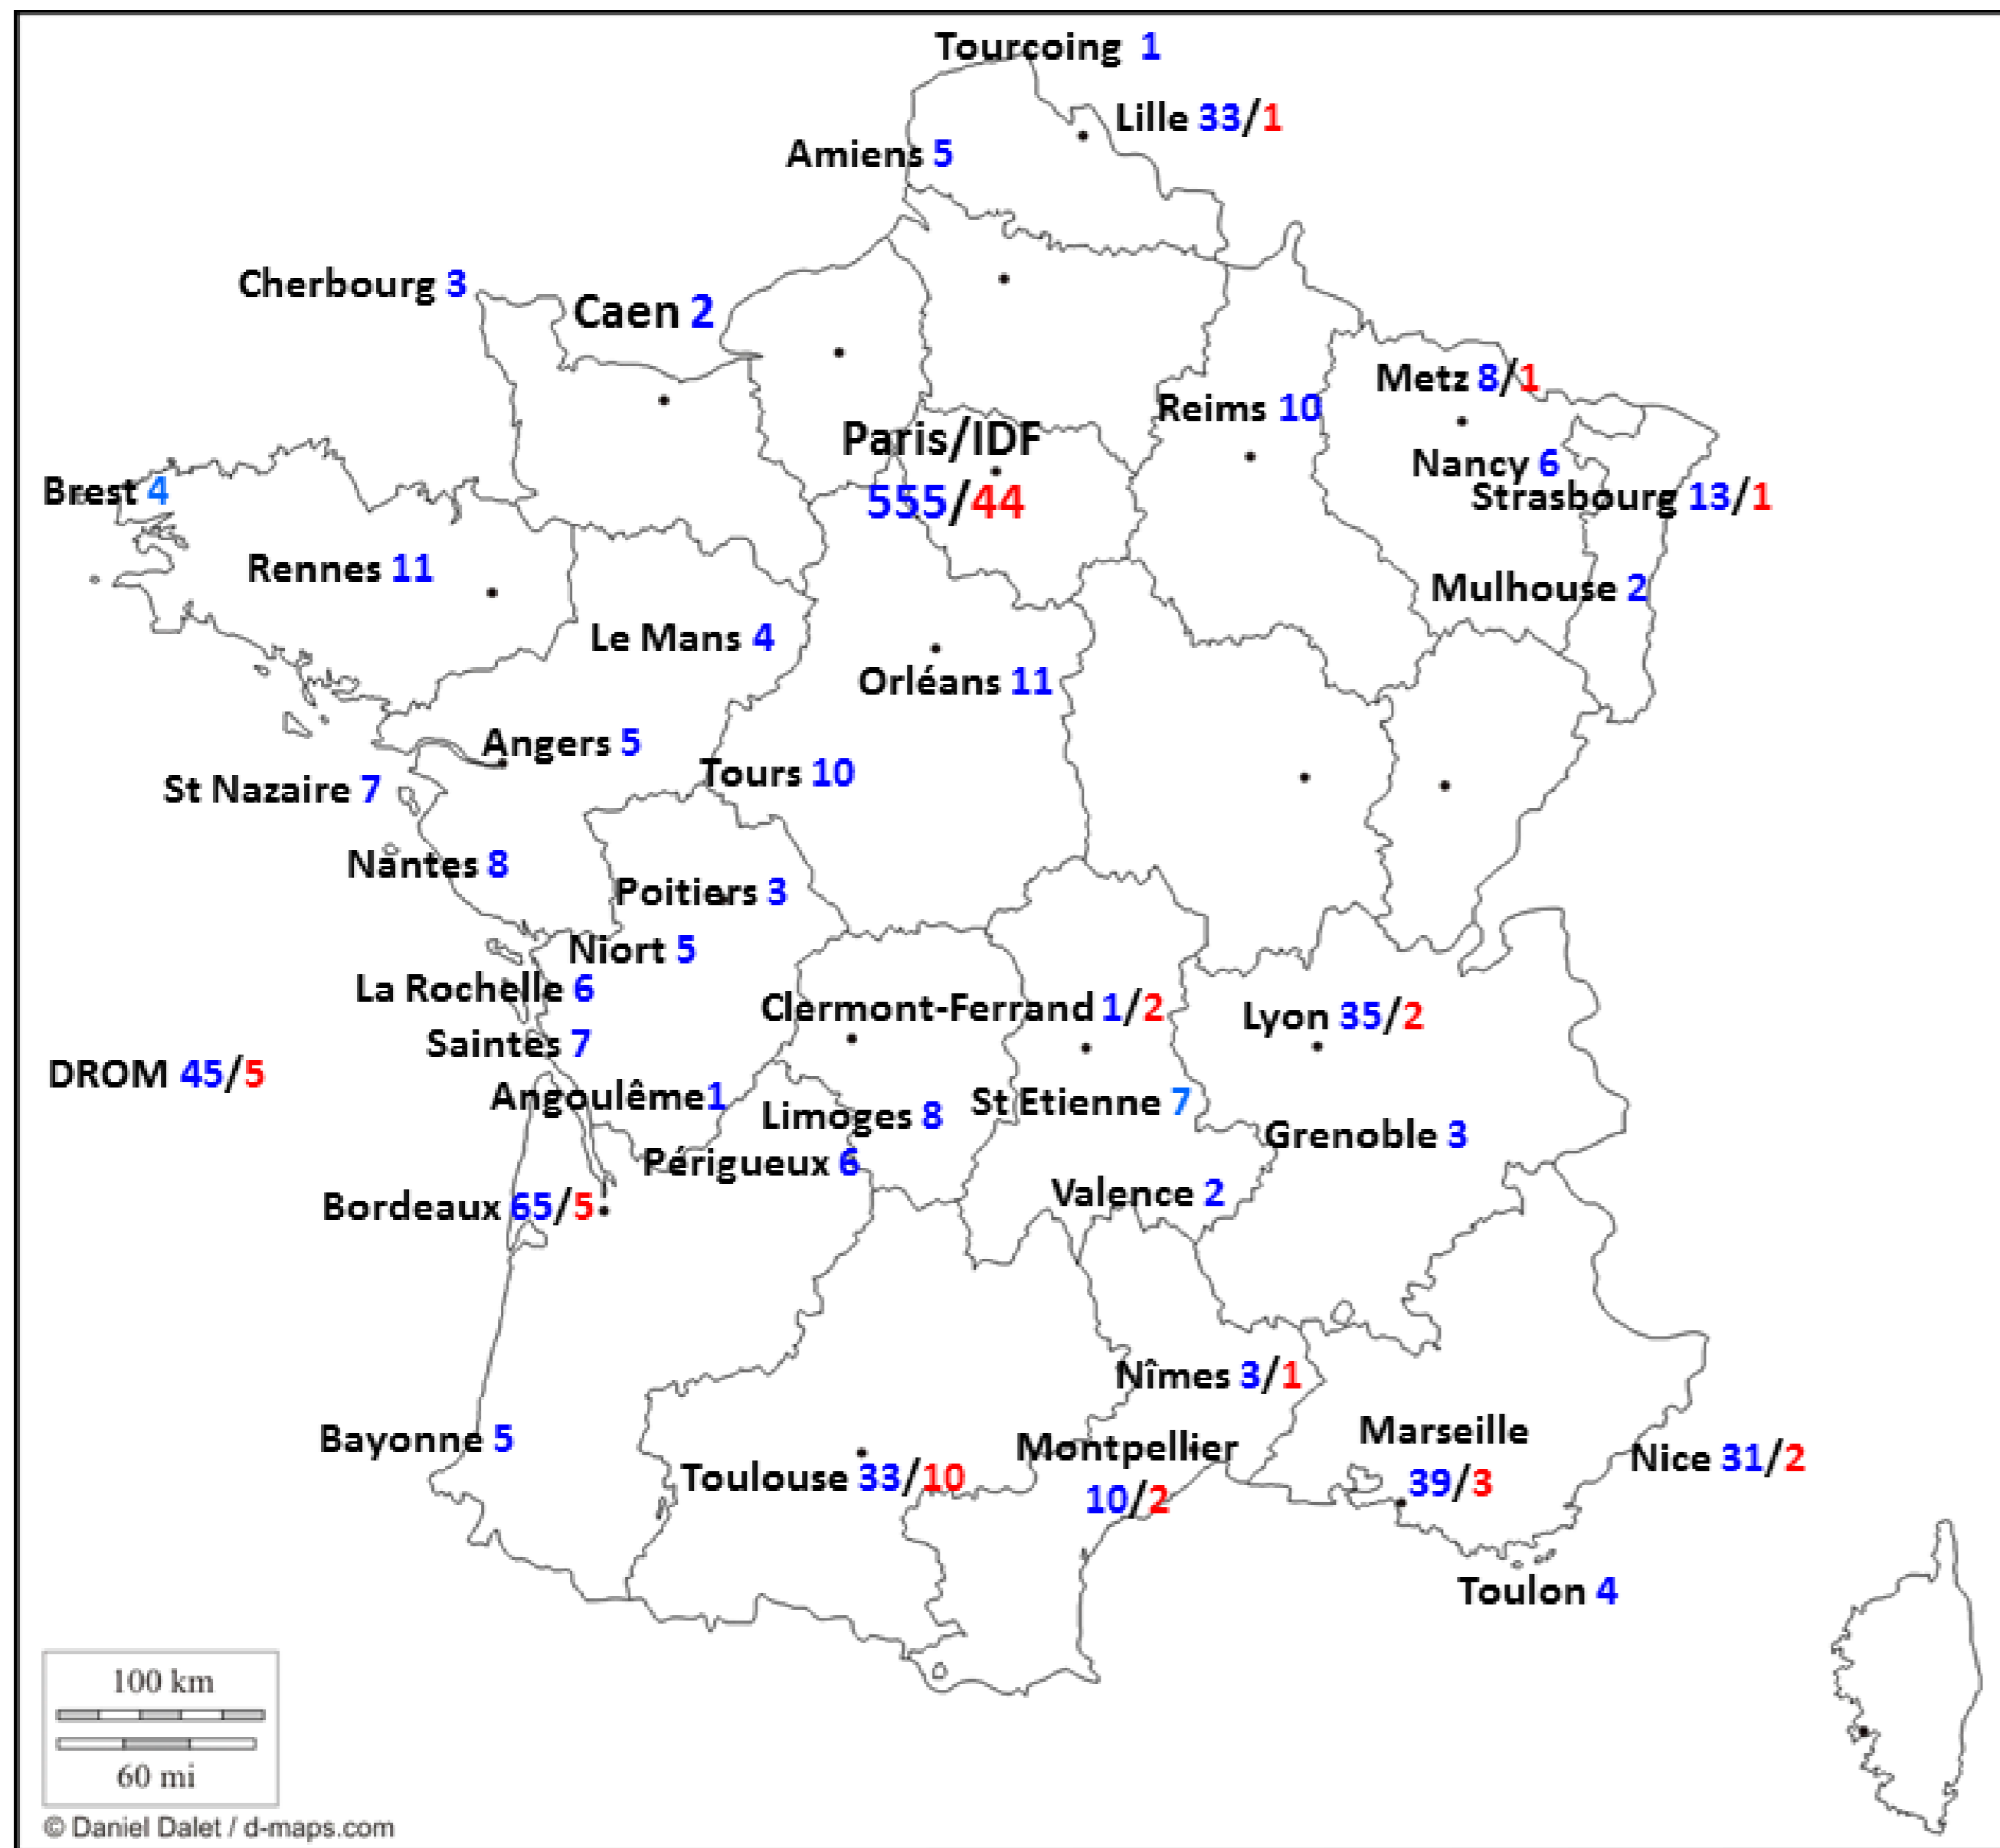 Tourcoing 1
Lille 33/1
Amiens 5
Cherbourg 3
Caen 2
Metz 8/1
Reims 10
Paris/IDF
555/44
Nancy 6
Brest 4
Strasbourg 13/1
Rennes 11
Mulhouse 2
Le Mans 4
Orléans 11
Angers 5
Tours 10
St Nazaire 7
Nantes 8
Poitiers 3
Niort 5
La Rochelle 6
Clermont-Ferrand 1/2
Lyon 35/2
Saintes 7
DROM 45/5
Angoulême1
Limoges 8
St Etienne 7
Grenoble 3
Périgueux 6
Valence 2
Bordeaux 65/5
Nîmes 3/1
Bayonne 5
Marseille
39/3
Montpellier
10/2
Nice 31/2
Toulouse 33/10
Toulon 4
100 km
60 mi
© Daniel Dalet / d-maps.com